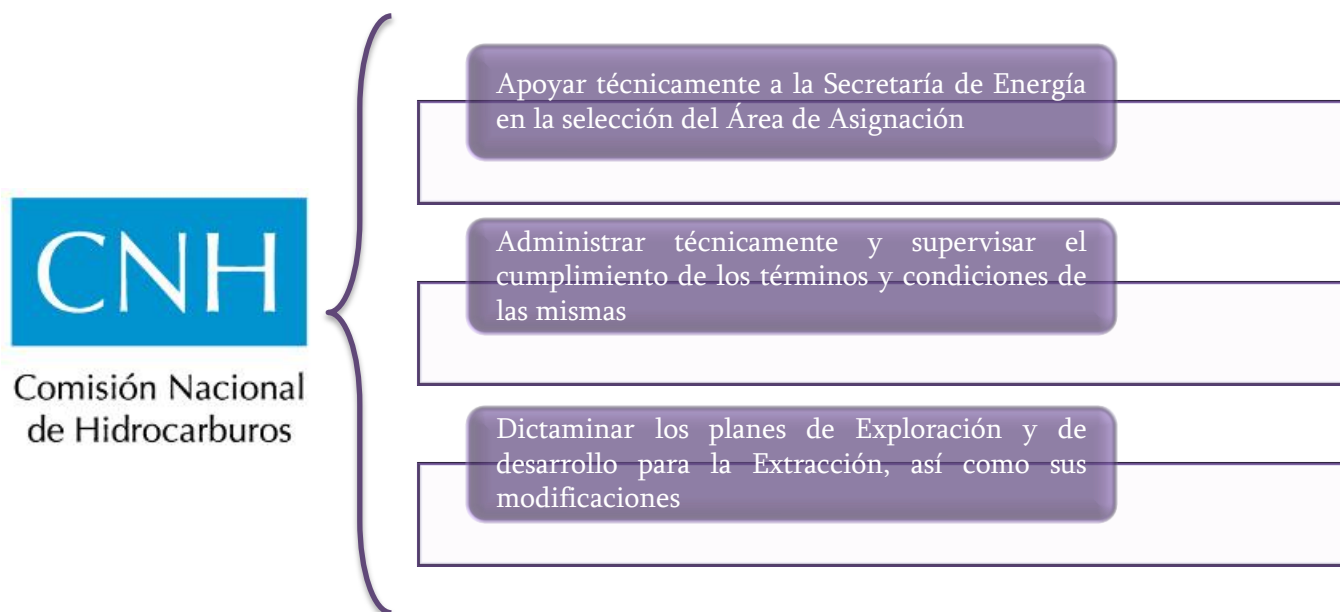 CNH
Comisión Nacional
de Hidrocarburos
Apoyar técnicamente a la Secretaría de Energía
en la selección del Área de Asignación
Administrar técnicamente y supervisar el
cumplimiento de los términos y condiciones de
las mismas
Dictaminar los planes de Exploración y de
desarrollo para la Extracción, así como sus
modificaciones